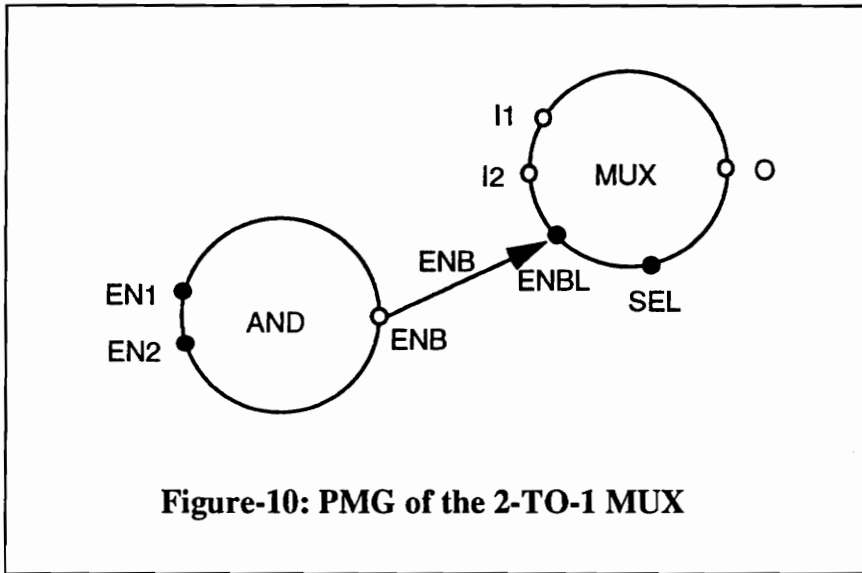 I1
I2
MUX
O
ENB
ENBL
SEL
EN1
EN2
AND
ENB
Figure-10: PMG of the 2-TO-1 MUX